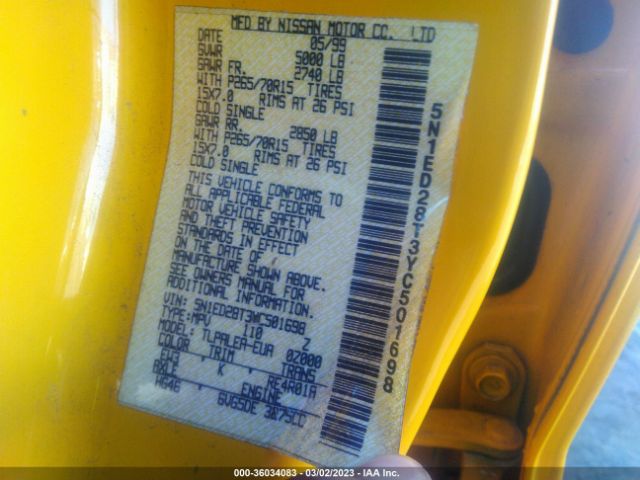 MFD BY NISSAN MOTOR CO. LTD
DATE 05/99
GVWR 5000 LB
GAWR FR. 2740 LB
WITH P265/70R15 TIRES
15X7.0 RIMS AT 26 PSI
COLD SINGLE
GAWR RR. 2850 LB
WITH P265/70R15 TIRES
15X7.0 RIMS AT 26 PSI
COLD SINGLE
THIS VEHICLE CONFORMS TO
ALL APPLICABLE FEDERAL
MOTOR VEHICLE SAFETY
AND THEFT PREVENTION
STANDARDS IN EFFECT
ON THE DATE OF
MANUFACTURE SHOWN ABOVE.
SEE OWNERS MANUAL FOR
ADDITIONAL INFORMATION.
VIN: 5N1ED28T3YC501698
TYPE: MPV 110 Z
MODEL: TLPALEA-EUA 02000
COLOR TRIM TRANS
K RE4R01A
AXLE ENGINE
HG46 VG33E
5N1ED28T3YC501698
000-36034083 - 03/02/2023 - IAA Inc.